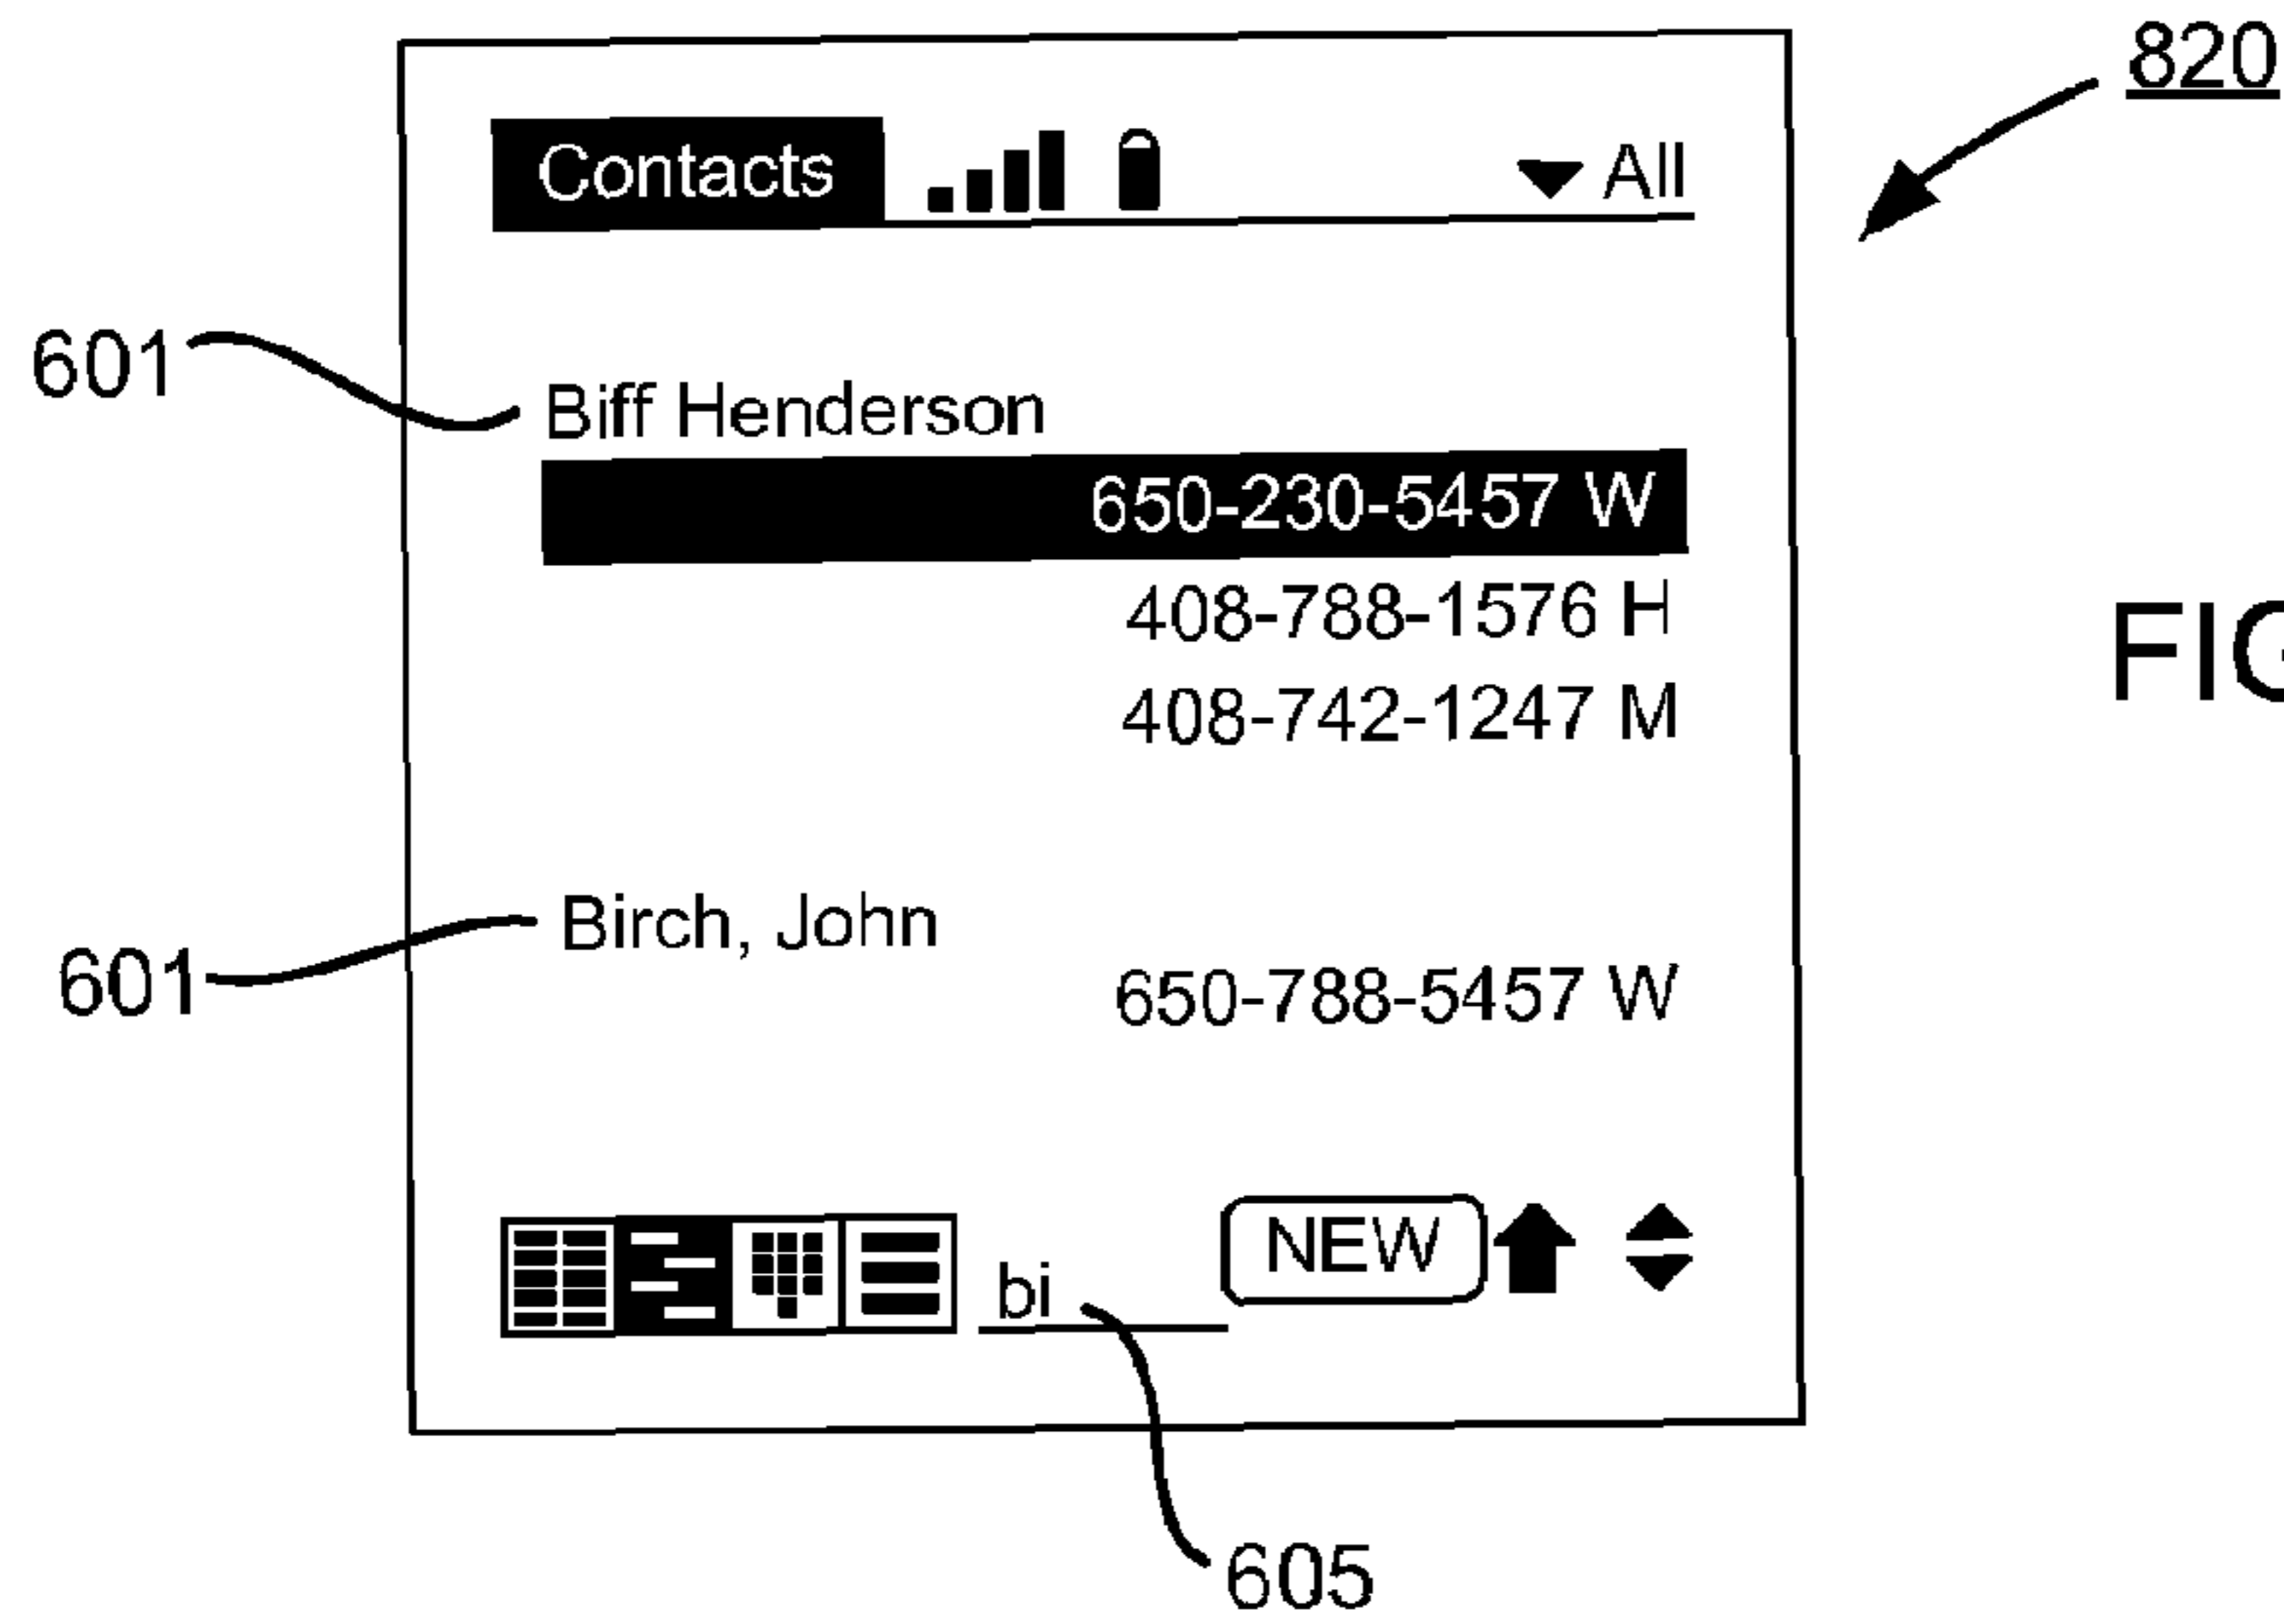 820
Contacts
All
601
Biff Henderson
650-230-5457 W
408-788-1576 H
FIG
408-742-1247 M
Birch, John
601
650-788-5457 W
bi
NEW
605